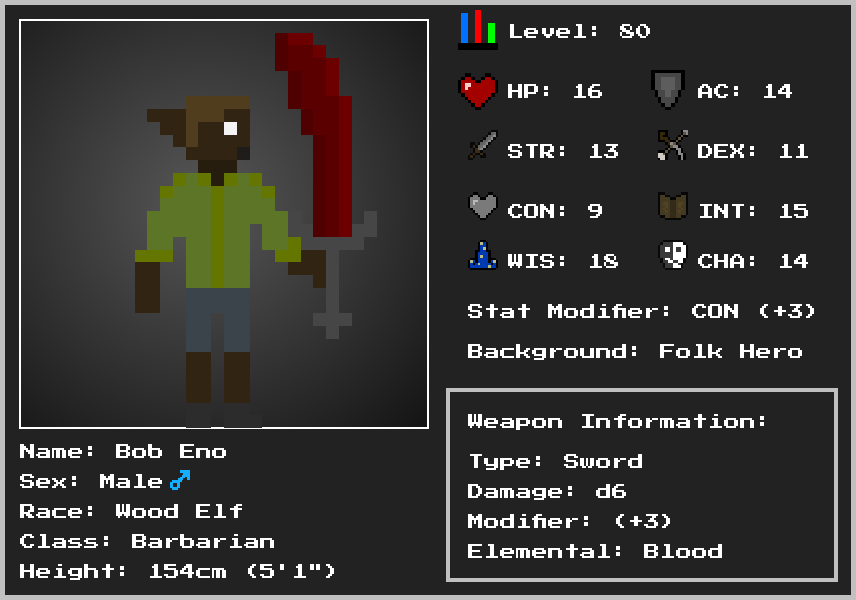 Level: 80
HP: 16
AC: 14
STR: 13
DEX: 11
CON: 9
INT: 15
WIS: 18
CHA: 14
Stat Modifier: CON (+3)
Background: Folk Hero
Weapon Information:
Type: Sword
Damage: d6
Modifier: (+3)
Elemental: Blood
Name: Bob Eno
Sex: Male ♂
Race: Wood Elf
Class: Barbarian
Height: 154cm (5'1")